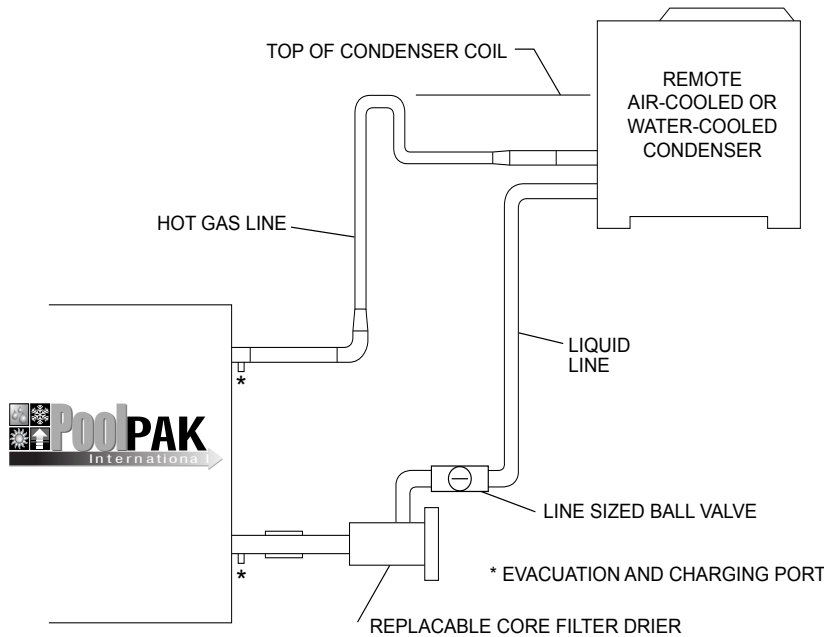 TOP OF CONDENSER COIL
REMOTE
AIR-COOLED OR
WATER-COOLED
CONDENSER
HOT GAS LINE
LIQUID
LINE
*
PoolPAK
International
LINE SIZED BALL VALVE
*
* EVACUATION AND CHARGING PORT
REPLACABLE CORE FILTER DRIER